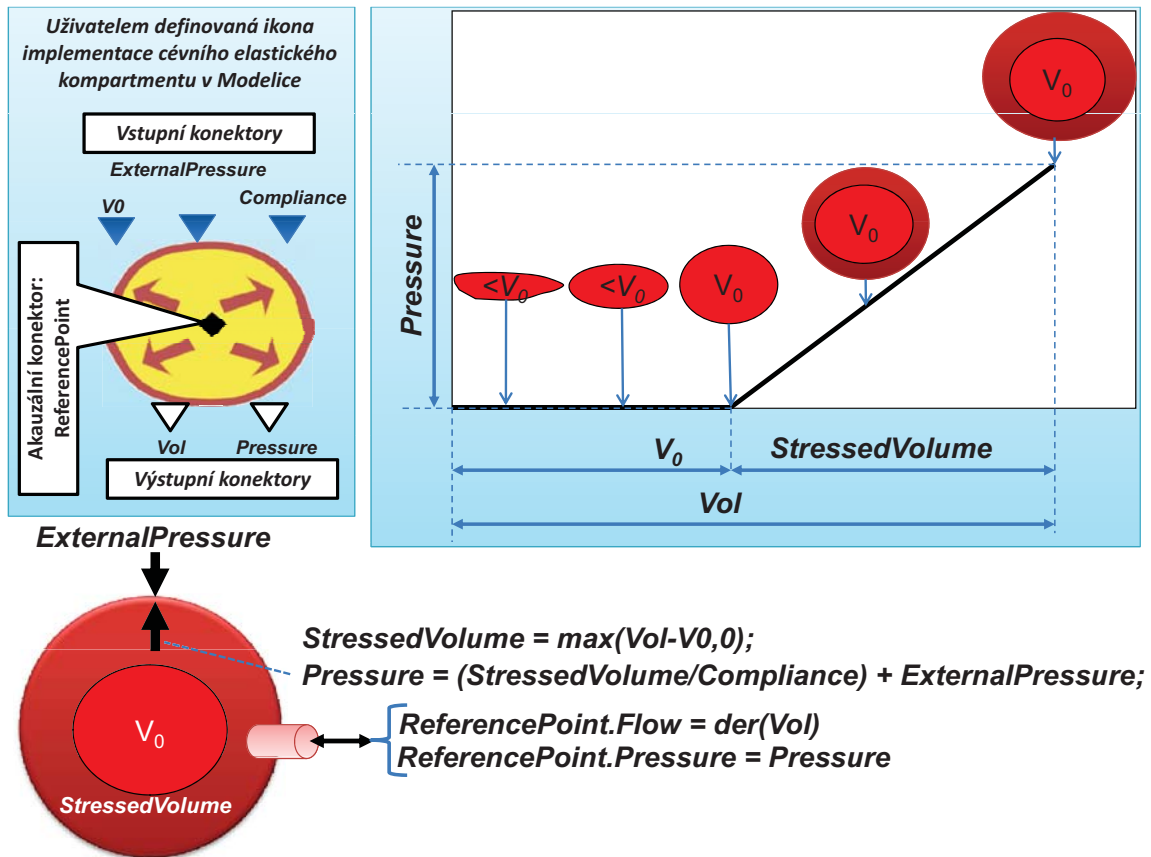 Uživatelem definovaná ikona
implementace cévního elastického
kompartmentu v Modelice
Vstupní konektory
ExternalPressure
V0
Compliance
Akauzální konektor:
ReferencePoint
Vol
Pressure
Výstupní konektory
Pressure
<V0
<V0
V0
V0
V0
V0
StressedVolume
Vol
ExternalPressure
V0
StressedVolume
StressedVolume = max(Vol-V0,0);
Pressure = (StressedVolume/Compliance) + ExternalPressure;
ReferencePoint.Flow = der(Vol)
ReferencePoint.Pressure = Pressure